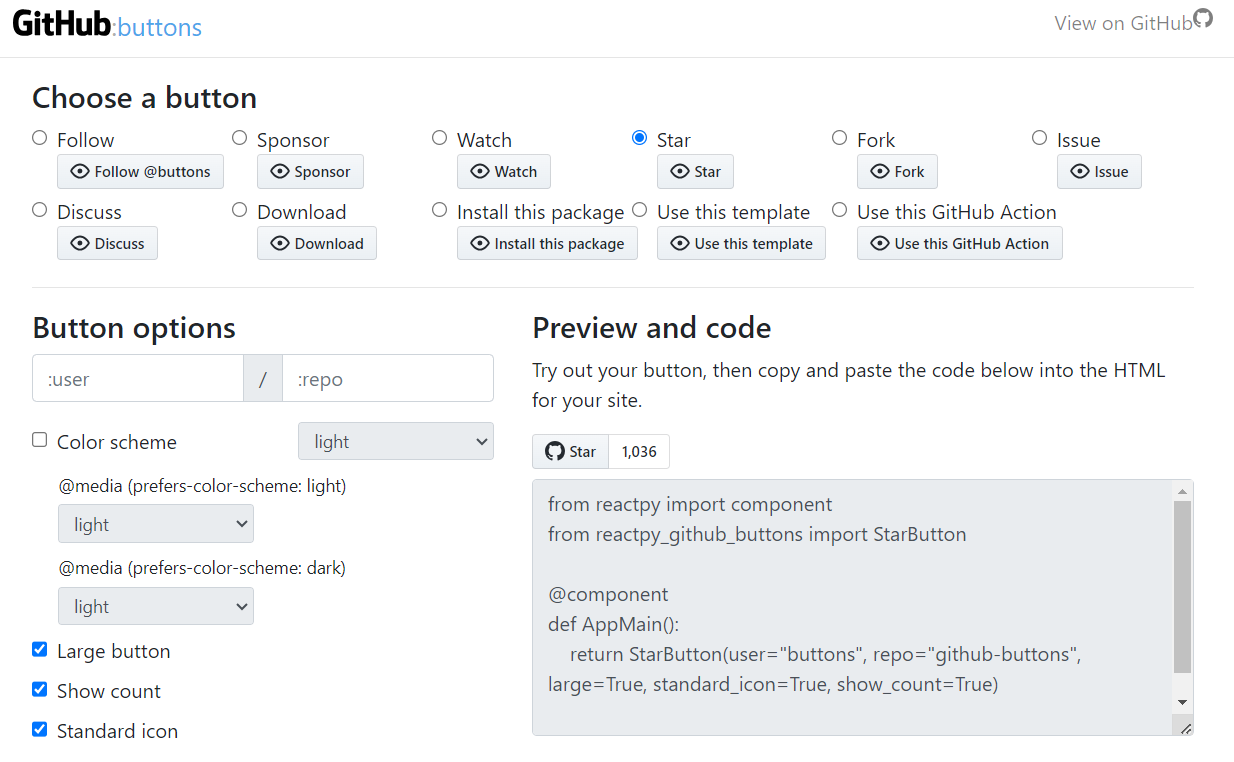 GitHub:buttons
View on GitHub
Choose a button
Follow
Sponsor
Watch
Star
Fork
Issue
Follow @buttons
Sponsor
Watch
Star
Fork
Issue
Discuss
Download
Install this package
Use this template
Use this GitHub Action
Discuss
Download
Install this package
Use this template
Use this GitHub Action
Button options
:user / :repo
Color scheme
light
@media (prefers-color-scheme: light)
light
@media (prefers-color-scheme: dark)
light
Large button
Show count
Standard icon
Preview and code
Try out your button, then copy and paste the code below into the HTML
for your site.
Star 1,036
from reactpy import component
from reactpy_github_buttons import StarButton
@component
def AppMain():
return StarButton(user="buttons", repo="github-buttons",
large=True, standard_icon=True, show_count=True)